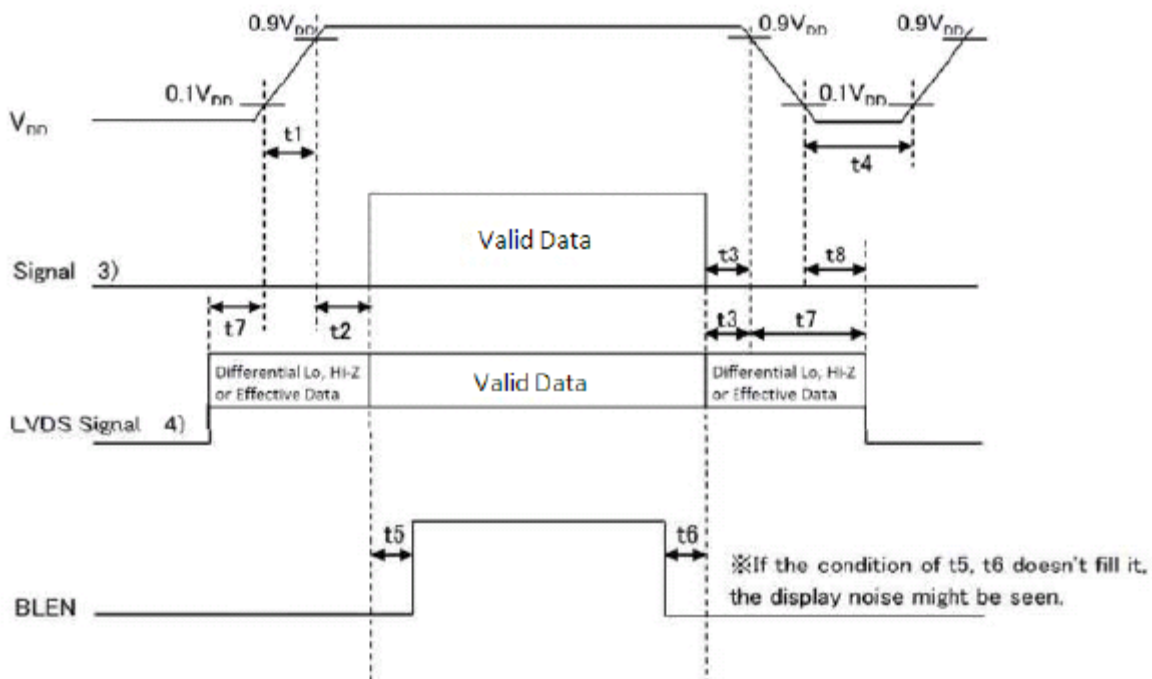 0.9VDD
0.9VDD
0.9VDD
0.1VDD
0.1VDD
VDD
t1
t4
Valid Data
Signal 3)
t3
t8
t7
t2
t3
t7
Differential Lo, Hi-Z
or Effective Data
Valid Data
Differential Lo, Hi-Z
or Effective Data
LVDS Signal 4)
t5
t6
BLEN
※If the condition of t5, t6 doesn't fill it,
the display noise might be seen.